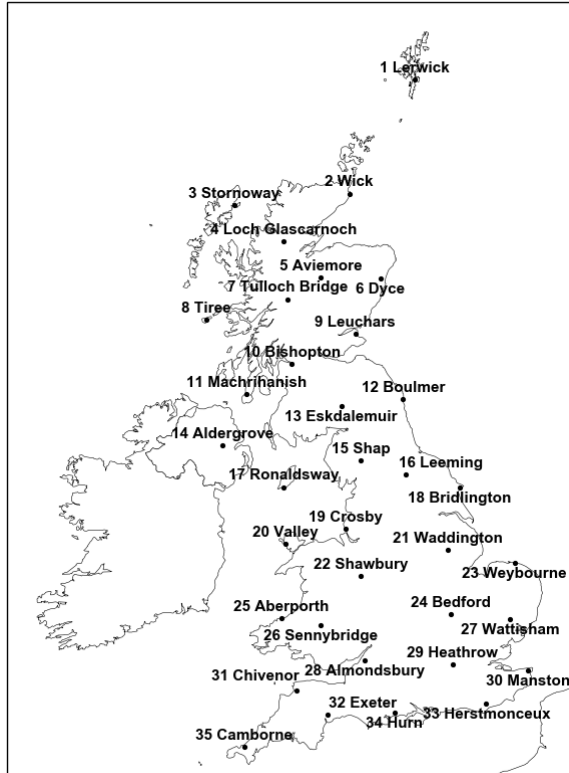 1 Lerwick
2 Wick
3 Stornoway
4 Loch Glascarnoch
5 Aviemore
6 Dyce
7 Tulloch Bridge
8 Tiree
9 Leuchars
10 Bishopton
11 Machrihanish
12 Boulmer
13 Eskdalemuir
14 Aldergrove
15 Shap
16 Leeming
17 Ronaldsway
18 Bridlington
19 Crosby
20 Valley
21 Waddington
22 Shawbury
23 Weybourne
24 Bedford
25 Aberporth
26 Sennybridge
27 Wattisham
28 Almondsbury
29 Heathrow
30 Manston
31 Chivenor
32 Exeter
33 Herstmonceux
34 Hurn
35 Camborne